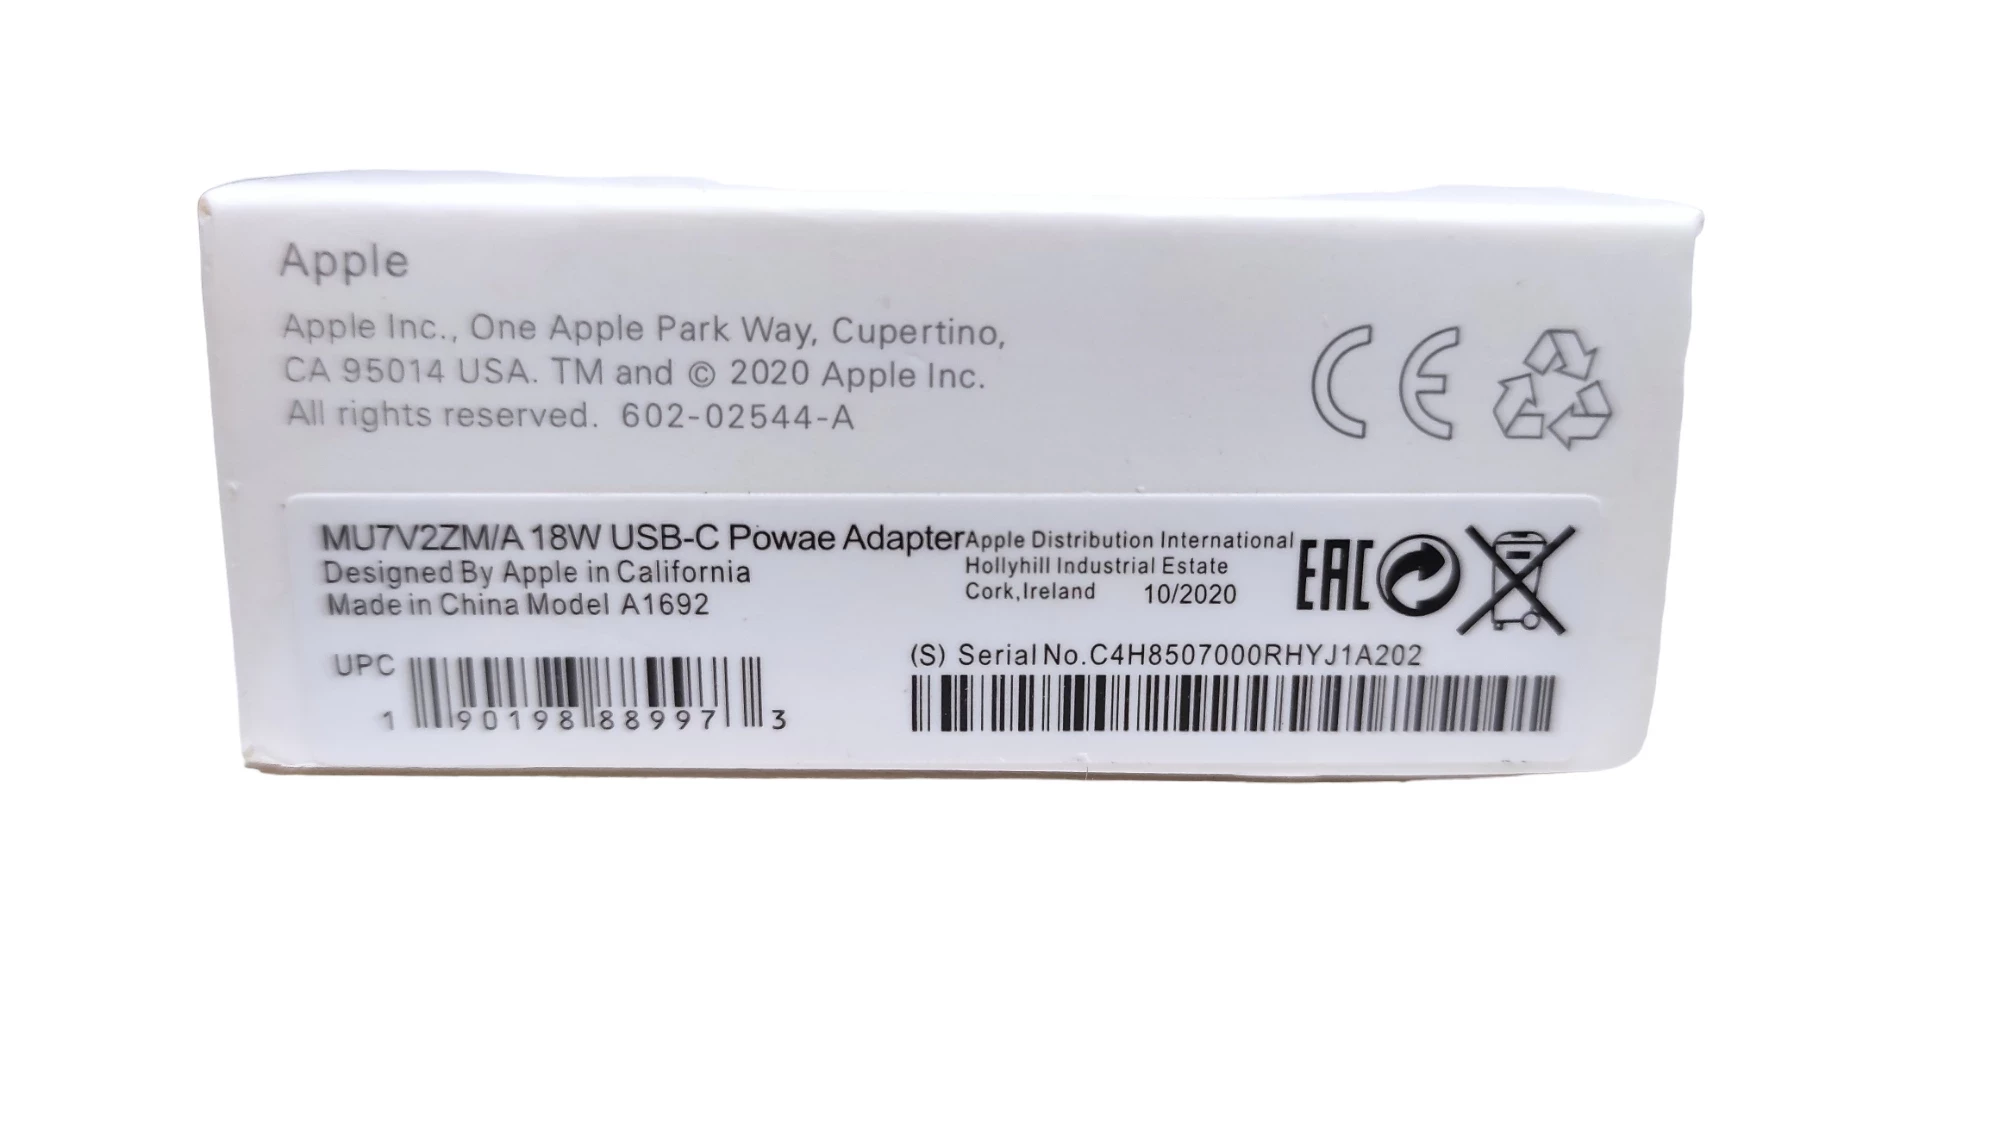 Apple
Apple Inc., One Apple Park Way, Cupertino,
CA 95014 USA. TM and © 2020 Apple Inc.
All rights reserved. 602-02544-A
MU7V2ZM/A 18W USB-C Powae Adapter
Designed By Apple in California
Made in China Model A1692
Apple Distribution International
Hollyhill Industrial Estate
Cork,Ireland 10/2020
CE
EAC
UPC
1 90198 88997 3
(S) Serial No.C4H8507000RHYJ1A202